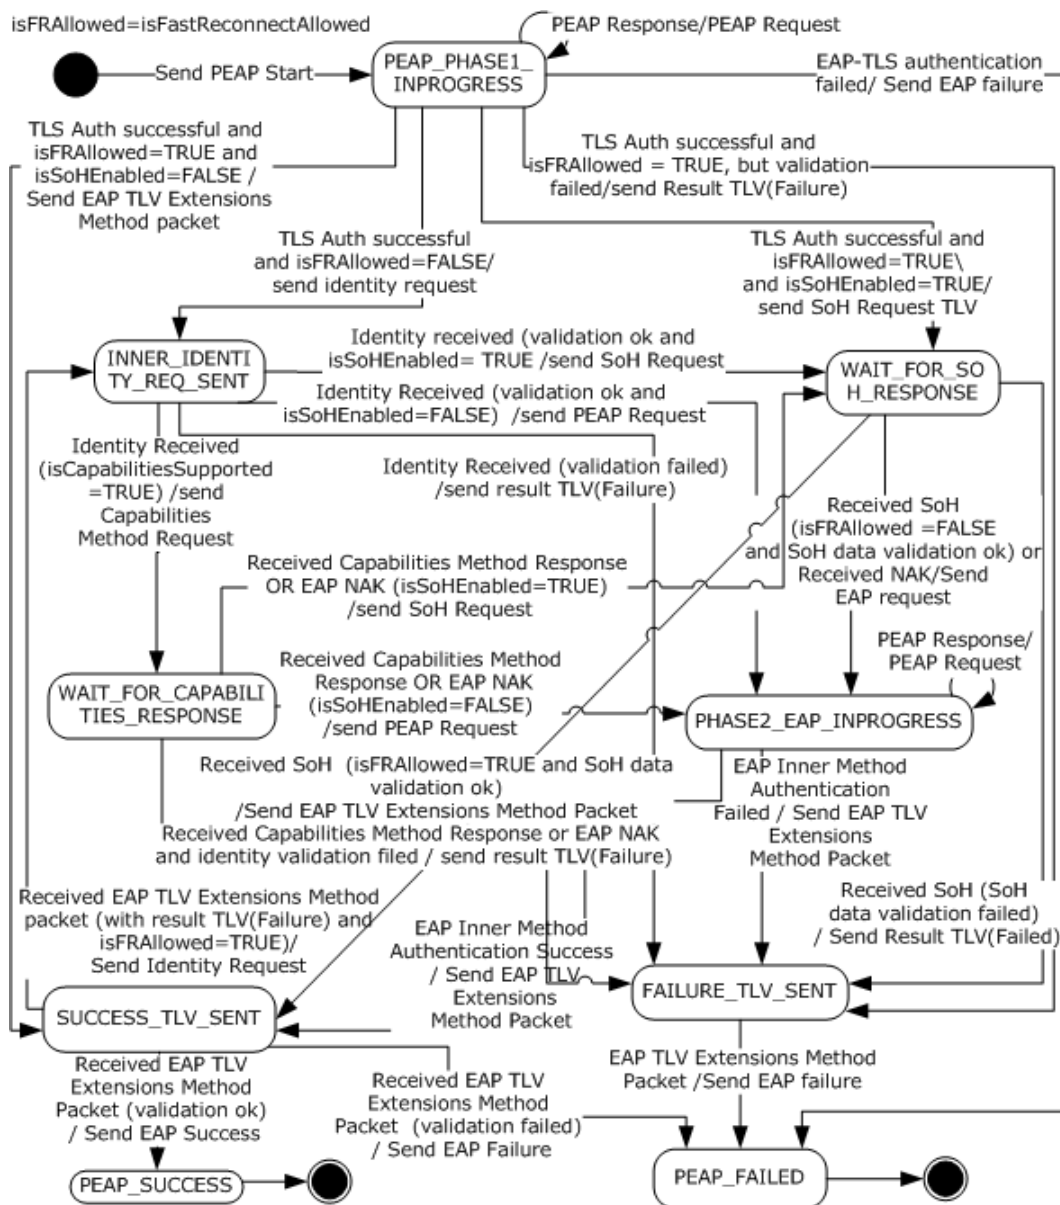 isFRAllowed=isFastReconnectAllowed
PEAP Response/PEAP Request
PEAP_PHASE1_
INPROGRESS
Send PEAP Start
EAP-TLS authentication
failed/ Send EAP failure
TLS Auth successful and
isFRAllowed=TRUE and
isSoHEnabled=FALSE /
Send EAP TLV Extensions
Method packet
TLS Auth successful and
isFRAllowed = TRUE, but validation
failed/send Result TLV(Failure)
TLS Auth successful
and isFRAllowed=FALSE/
send identity request
TLS Auth successful and
isFRAllowed=TRUE\
and isSoHEnabled=TRUE/
send SoH Request TLV
INNER_IDENTI
TY_REQ_SENT
Identity received (validation ok and
isSoHEnabled= TRUE /send SoH Request
WAIT_FOR_SO
H_RESPONSE
Identity Received (validation ok and
isSoHEnabled=FALSE)  /send PEAP Request
Identity Received
(isCapabilitiesSupported
=TRUE) /send
Capabilities
Method Request
Identity Received (validation failed)
/send result TLV(Failure)
Received SoH
(isFRAllowed =FALSE
and SoH data validation ok) or
Received NAK/Send
EAP request
Received Capabilities Method Response
OR EAP NAK (isSoHEnabled=TRUE)
/send SoH Request
PEAP Response/
PEAP Request
Received Capabilities Method
Response OR EAP NAK
(isSoHEnabled=FALSE)
/send PEAP Request
WAIT_FOR_CAPABILI
TIES_RESPONSE
PHASE2_EAP_INPROGRESS
Received SoH  (isFRAllowed=TRUE and SoH data
validation ok)
/Send EAP TLV Extensions Method Packet
EAP Inner Method
Authentication
Failed / Send EAP TLV
Extensions
Method Packet
Received Capabilities Method Response or EAP NAK
and identity validation filed / send result TLV(Failure)
Received EAP TLV Extensions Method
packet (with result TLV(Failure) and
isFRAllowed=TRUE)/
Send Identity Request
EAP Inner Method
Authentication Success
/ Send EAP TLV
Extensions
Method Packet
Received SoH (SoH
data validation failed)
/ Send Result TLV(Failed)
SUCCESS_TLV_SENT
FAILURE_TLV_SENT
Received EAP TLV
Extensions Method
Packet (validation ok)
/ Send EAP Success
Received EAP TLV
Extensions Method
Packet  (validation failed)
/ Send EAP Failure
EAP TLV Extensions Method
Packet /Send EAP failure
PEAP_SUCCESS
PEAP_FAILED